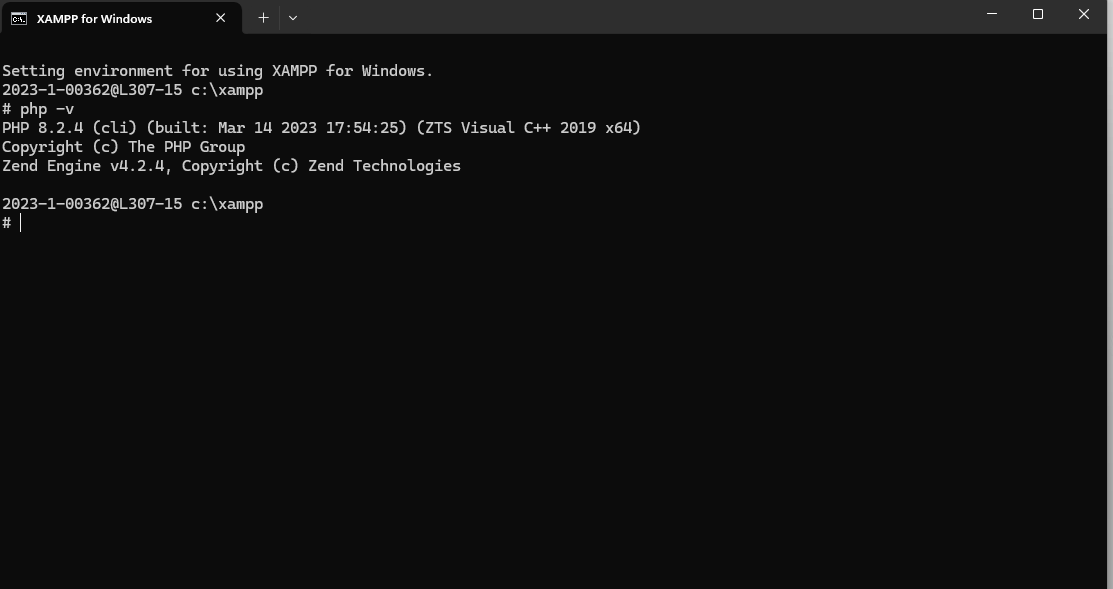 XAMPP for Windows
Setting environment for using XAMPP for Windows.
2023-1-00362@L307-15 c:\xampp
# php -v
PHP 8.2.4 (cli) (built: Mar 14 2023 17:54:25) (ZTS Visual C++ 2019 x64)
Copyright (c) The PHP Group
Zend Engine v4.2.4, Copyright (c) Zend Technologies
2023-1-00362@L307-15 c:\xampp
#